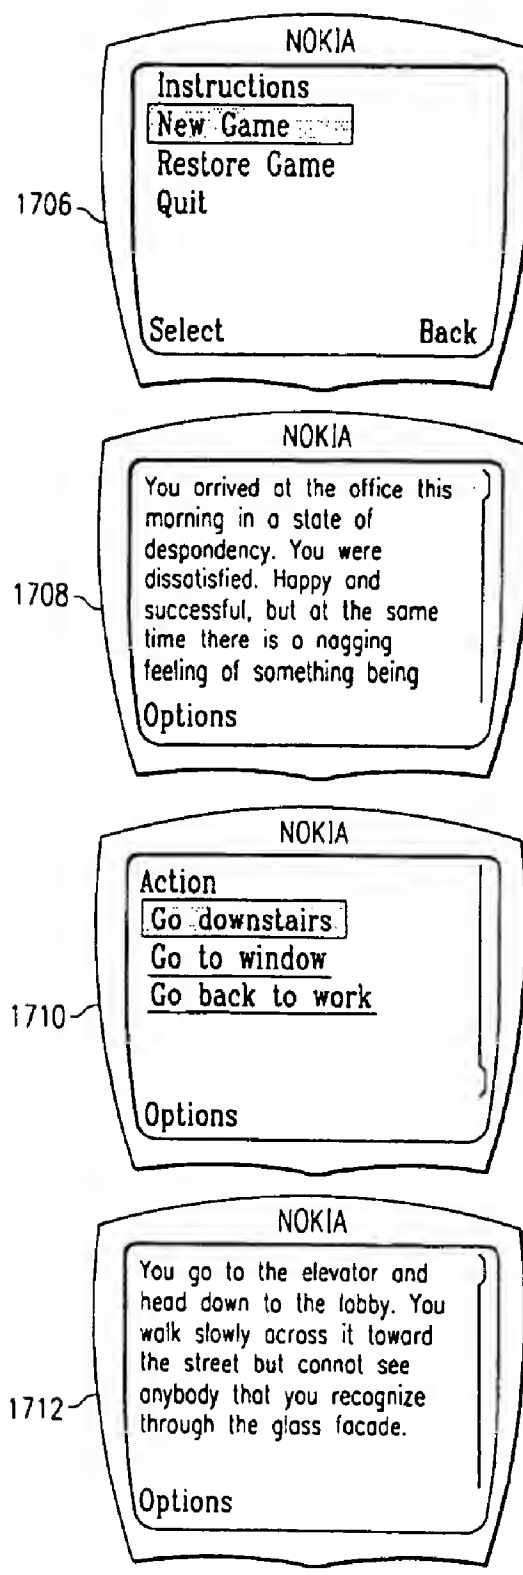 NOKIA
Instructions
New Game
Restore Game
Quit
1706
Select Back
NOKIA
You arrived at the office this
morning in a state of
despondency. You were
dissatisfied. Happy and
1708
successful, but at the same
time there is a nagging
feeling of something being
Options
NOKIA
Action
Go downstairs
Go to window
Go back to work
1710
Options
NOKIA
You go to the elevator and
head down to the lobby. You
walk slowly across it toward
the street but cannot see
anybody that you recognize
1712
through the glass facade.
Options